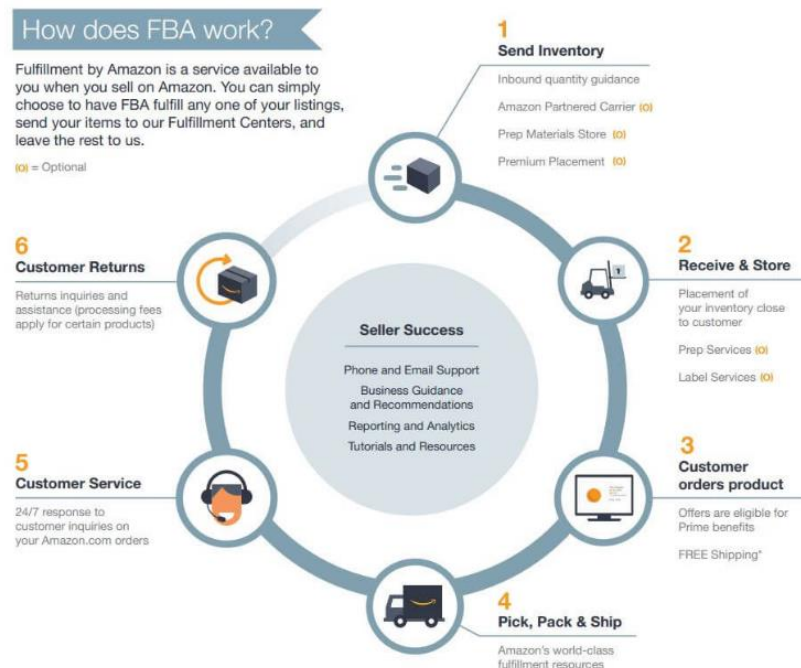 How does FBA work?
Fulfillment by Amazon is a service available to
you when you sell on Amazon. You can simply
choose to have FBA fulfill any one of your listings,
send your items to our Fulfillment Centers, and
leave the rest to us.
(O) = Optional
1
Send Inventory
Inbound quantity guidance
Amazon Partnered Carrier (O)
Prep Materials Store (O)
Premium Placement (O)
2
Receive & Store
Placement of
your inventory close
to customer
Prep Services (O)
Label Services (O)
3
Customer
orders product
Offers are eligible for
Prime benefits
FREE Shipping*
4
Pick, Pack & Ship
Amazon's world-class
fulfillment resources
5
Customer Service
24/7 response to
customer inquiries on
your Amazon.com orders
6
Customer Returns
Returns inquiries and
assistance (processing fees
apply for certain products)
Seller Success
Phone and Email Support
Business Guidance
and Recommendations
Reporting and Analytics
Tutorials and Resources
1